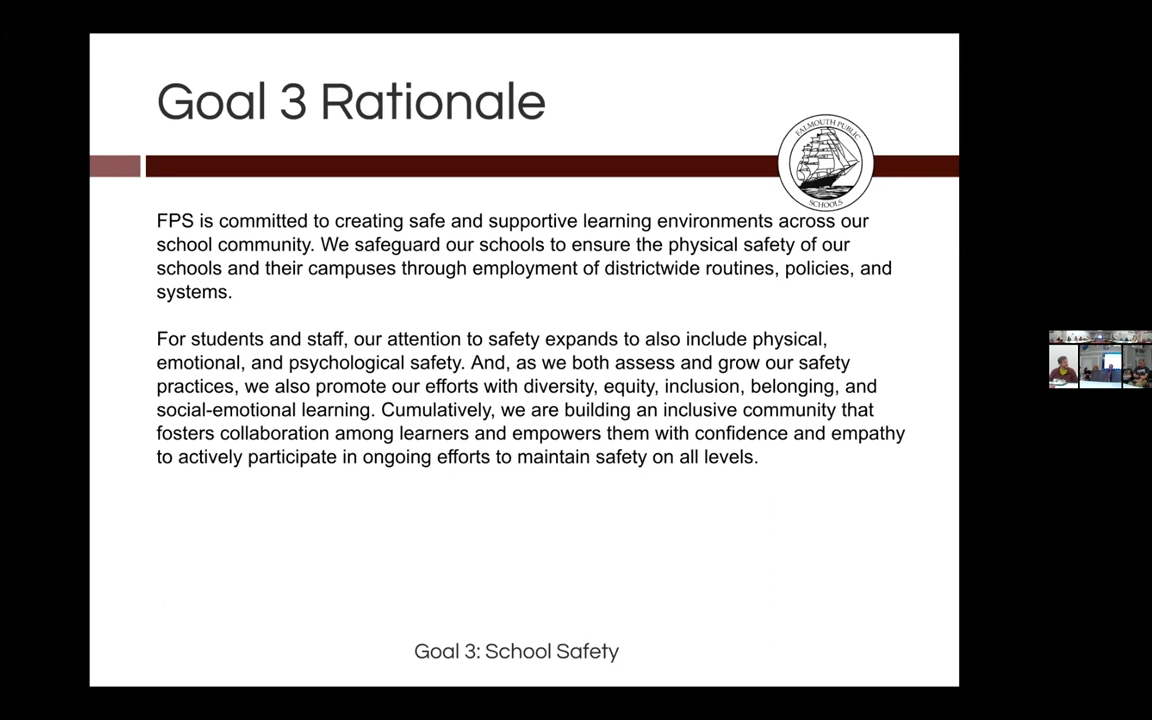 Goal 3 Rationale
FALMOUTH PUBLIC
SCHOOLS
FPS is committed to creating safe and supportive learning environments across our
school community. We safeguard our schools to ensure the physical safety of our
schools and their campuses through employment of districtwide routines, policies, and
systems.
For students and staff, our attention to safety expands to also include physical,
emotional, and psychological safety. And, as we both assess and grow our safety
practices, we also promote our efforts with diversity, equity, inclusion, belonging, and
social-emotional learning. Cumulatively, we are building an inclusive community that
fosters collaboration among learners and empowers them with confidence and empathy
to actively participate in ongoing efforts to maintain safety on all levels.
Goal 3: School Safety